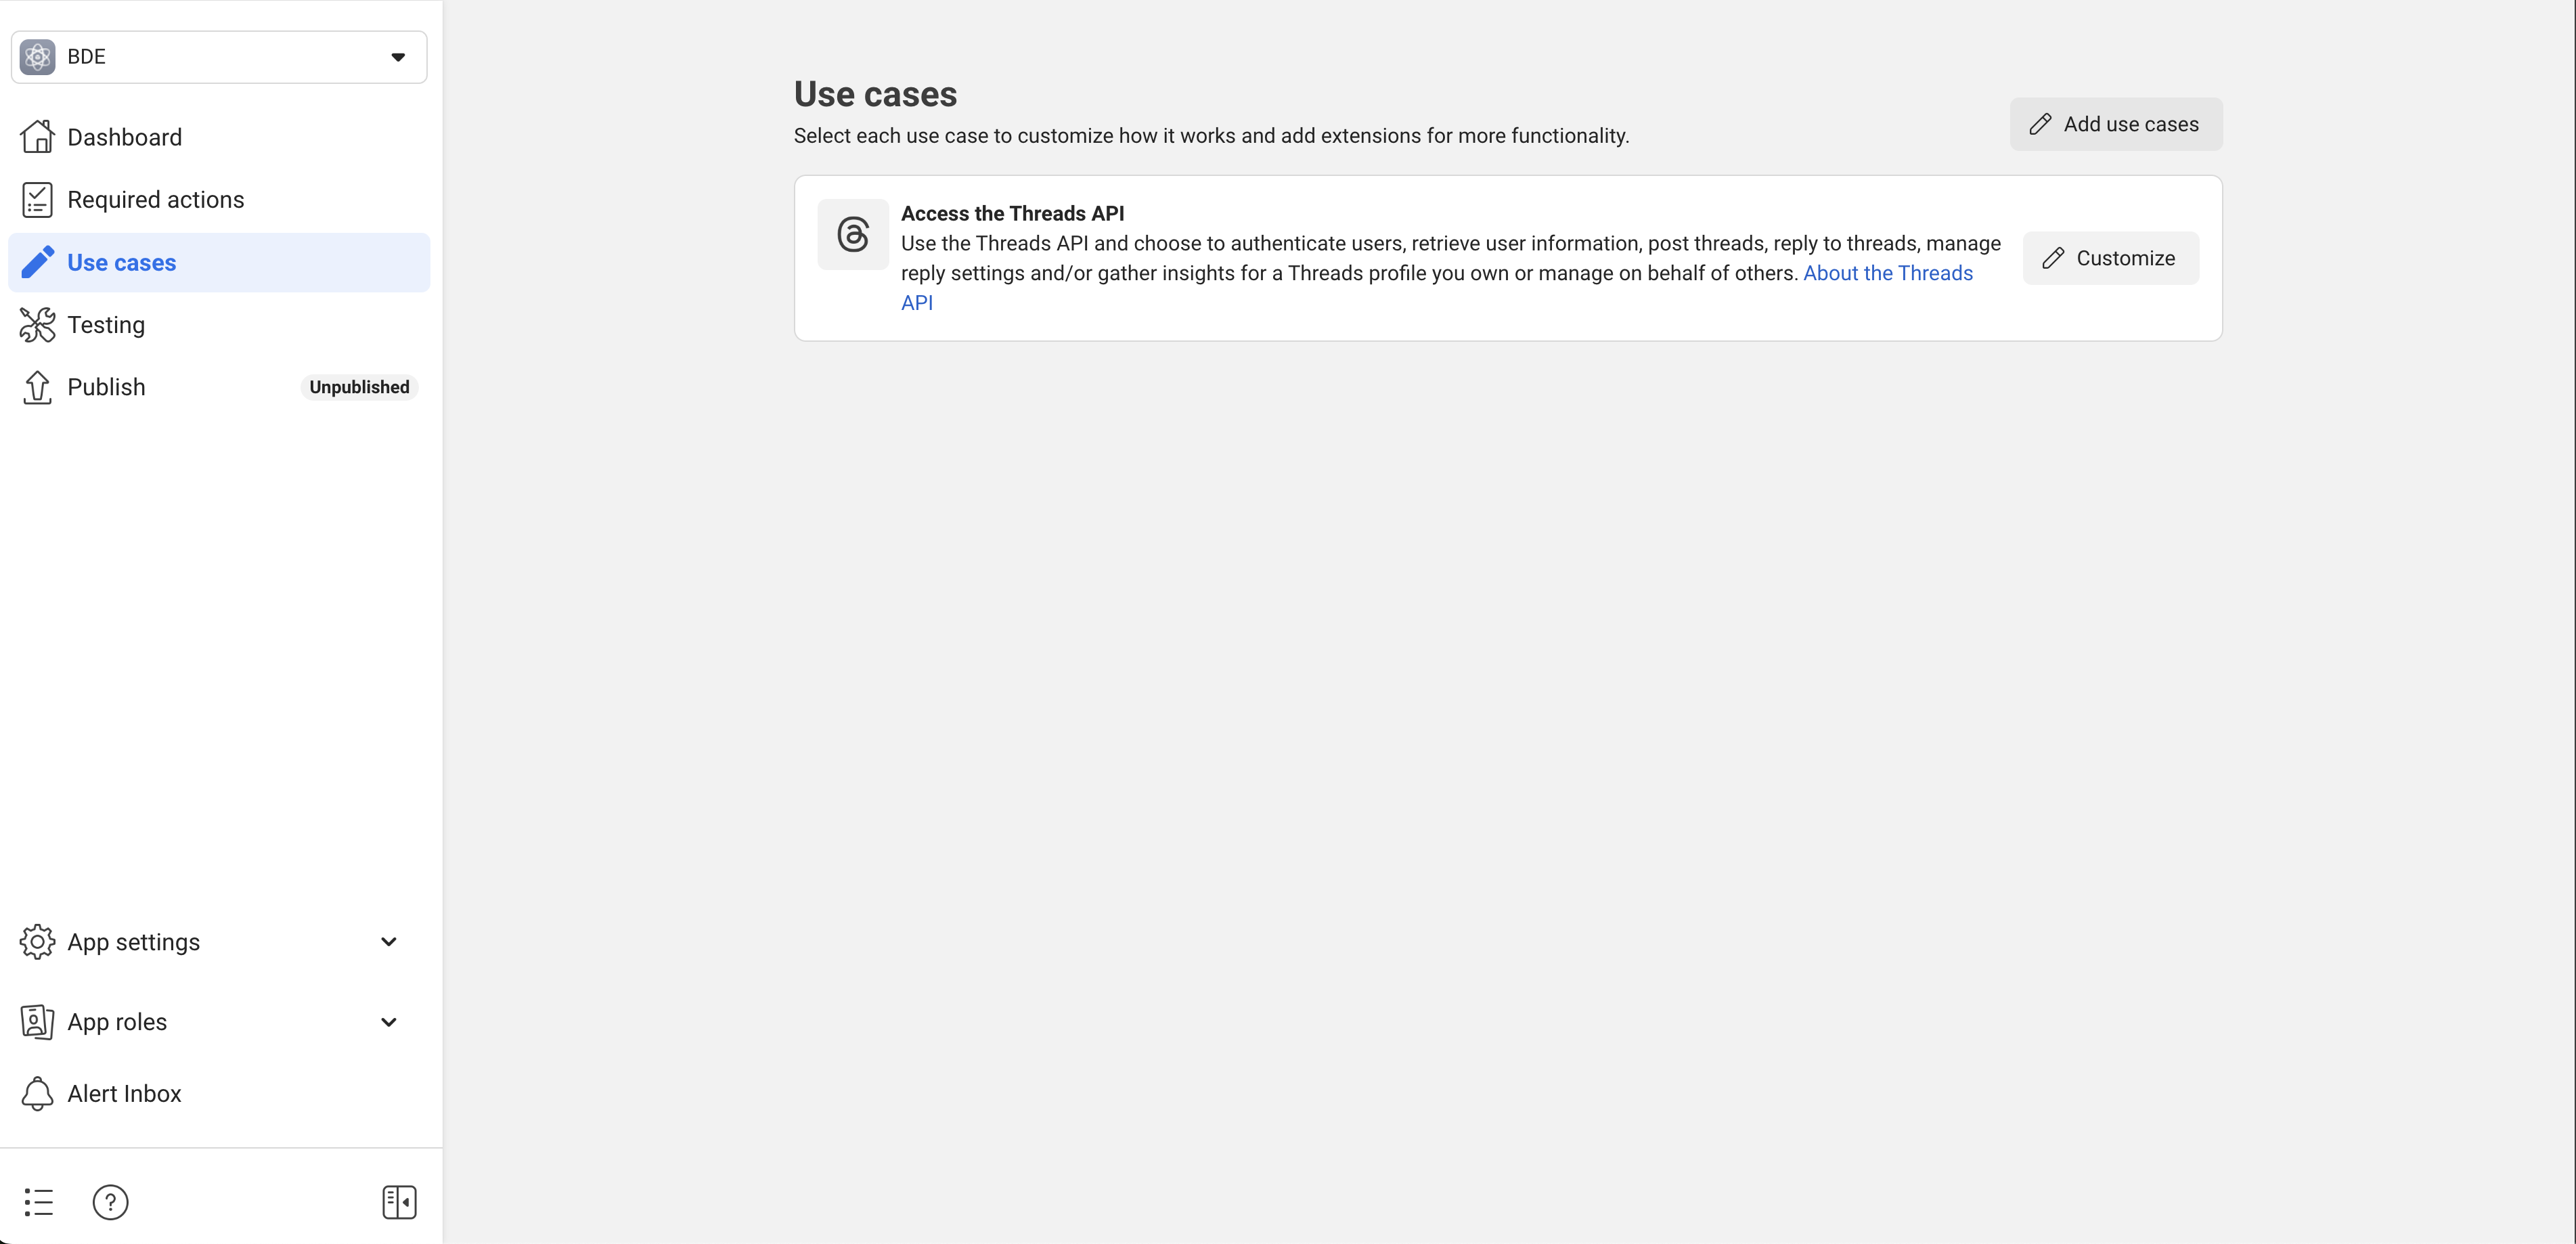 BDE
Dashboard
Required actions
Use cases
Testing
Publish
Unpublished
App settings
App roles
Alert Inbox
Use cases
Select each use case to customize how it works and add extensions for more functionality.
Add use cases
Access the Threads API
Use the Threads API and choose to authenticate users, retrieve user information, post threads, reply to threads, manage
reply settings and/or gather insights for a Threads profile you own or manage on behalf of others. About the Threads
API
Customize